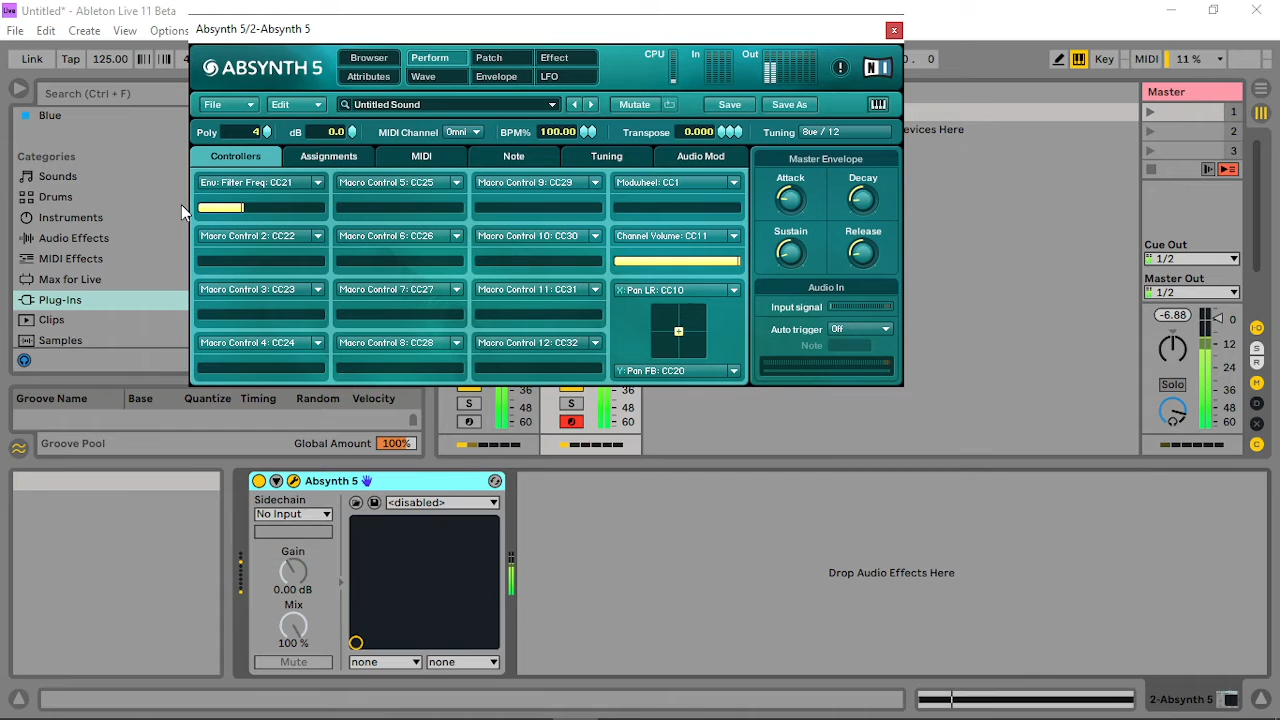 Live Untitled* - Ableton Live 11 Beta
File Edit Create View Options
Absynth 5/2-Absynth 5
x
ABSYNTH 5
Browser Perform Patch Effect
Attributes Wave Envelope LFO
CPU In Out
NI
File Edit Untitled Sound Mutate Save Save As
Poly 4 dB 0.0 MIDI Channel Omni BPM% 100.00 Transpose 0.000 Tuning 8ve / 12
Controllers Assignments MIDI Note Tuning Audio Mod
Env: Filter Freq: CC21 Macro Control 5: CC25 Macro Control 9: CC29 Modwheel: CC1
Macro Control 2: CC22 Macro Control 6: CC26 Macro Control 10: CC30 Channel Volume: CC11
Macro Control 3: CC23 Macro Control 7: CC27 Macro Control 11: CC31 X: Pan LR: CC10
Macro Control 4: CC24 Macro Control 8: CC28 Macro Control 12: CC32
Y: Pan FB: CC20
Master Envelope
Attack Decay
Sustain Release
Audio In
Input signal
Auto trigger Off
Note
Link Tap 125.00
. 0
Key MIDI 11 %
Search (Ctrl + F)
Blue
Categories
Sounds
Drums
Instruments
Audio Effects
MIDI Effects
Max for Live
Plug-Ins
Clips
Samples
evices Here
Master
1
2
3
Cue Out
1/2
Master Out
1/2
-6.88 0
12
24
36
48
60
Solo
I-O
S
R
M
D
X
C
Groove Name Base Quantize Timing Random Velocity
Groove Pool Global Amount 100%
36 36
S 48 S 48
60 60
Absynth 5
Sidechain
No Input
<disabled>
Gain
0.00 dB
Mix
100 %
Mute
none none
Drop Audio Effects Here
2-Absynth 5